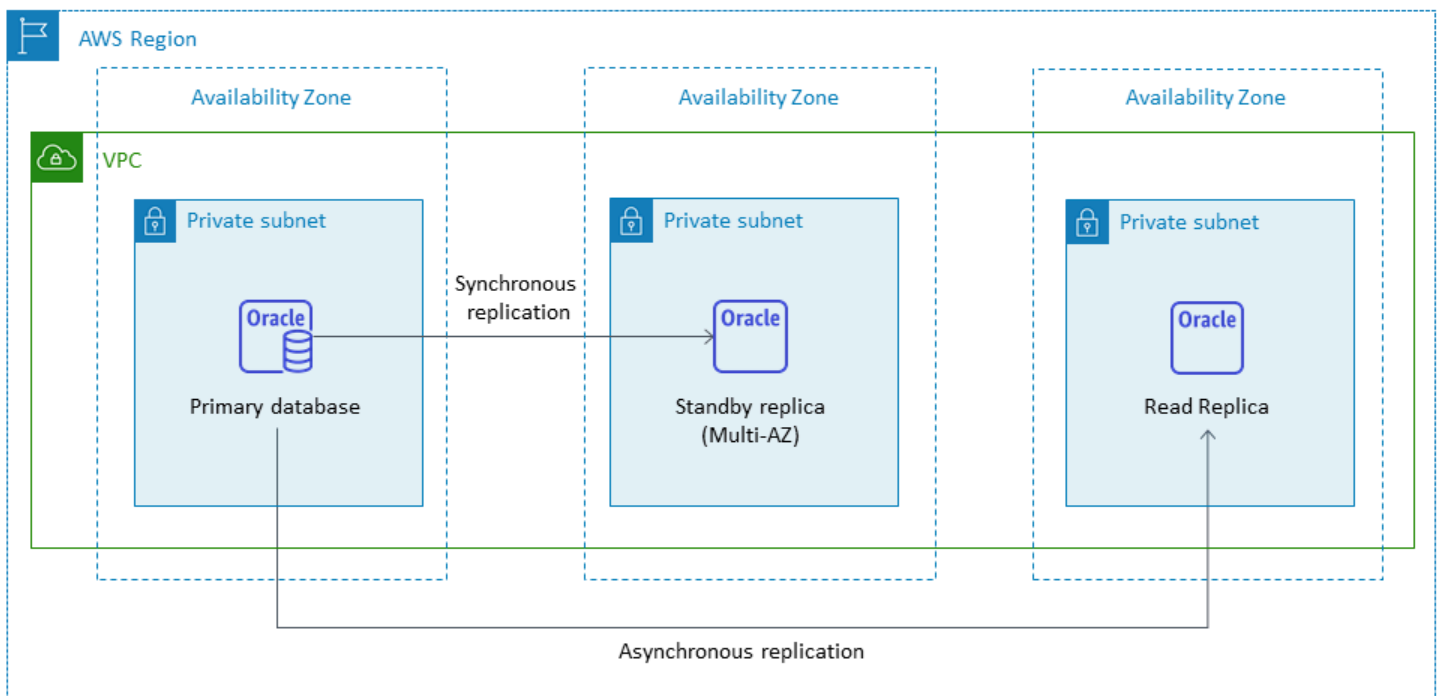 AWS Region
Availability Zone
Availability Zone
Availability Zone
VPC
Private subnet
Private subnet
Private subnet
Synchronous
replication
Oracle
Oracle
Oracle
Primary database
Standby replica
(Multi-AZ)
Read Replica
Asynchronous replication